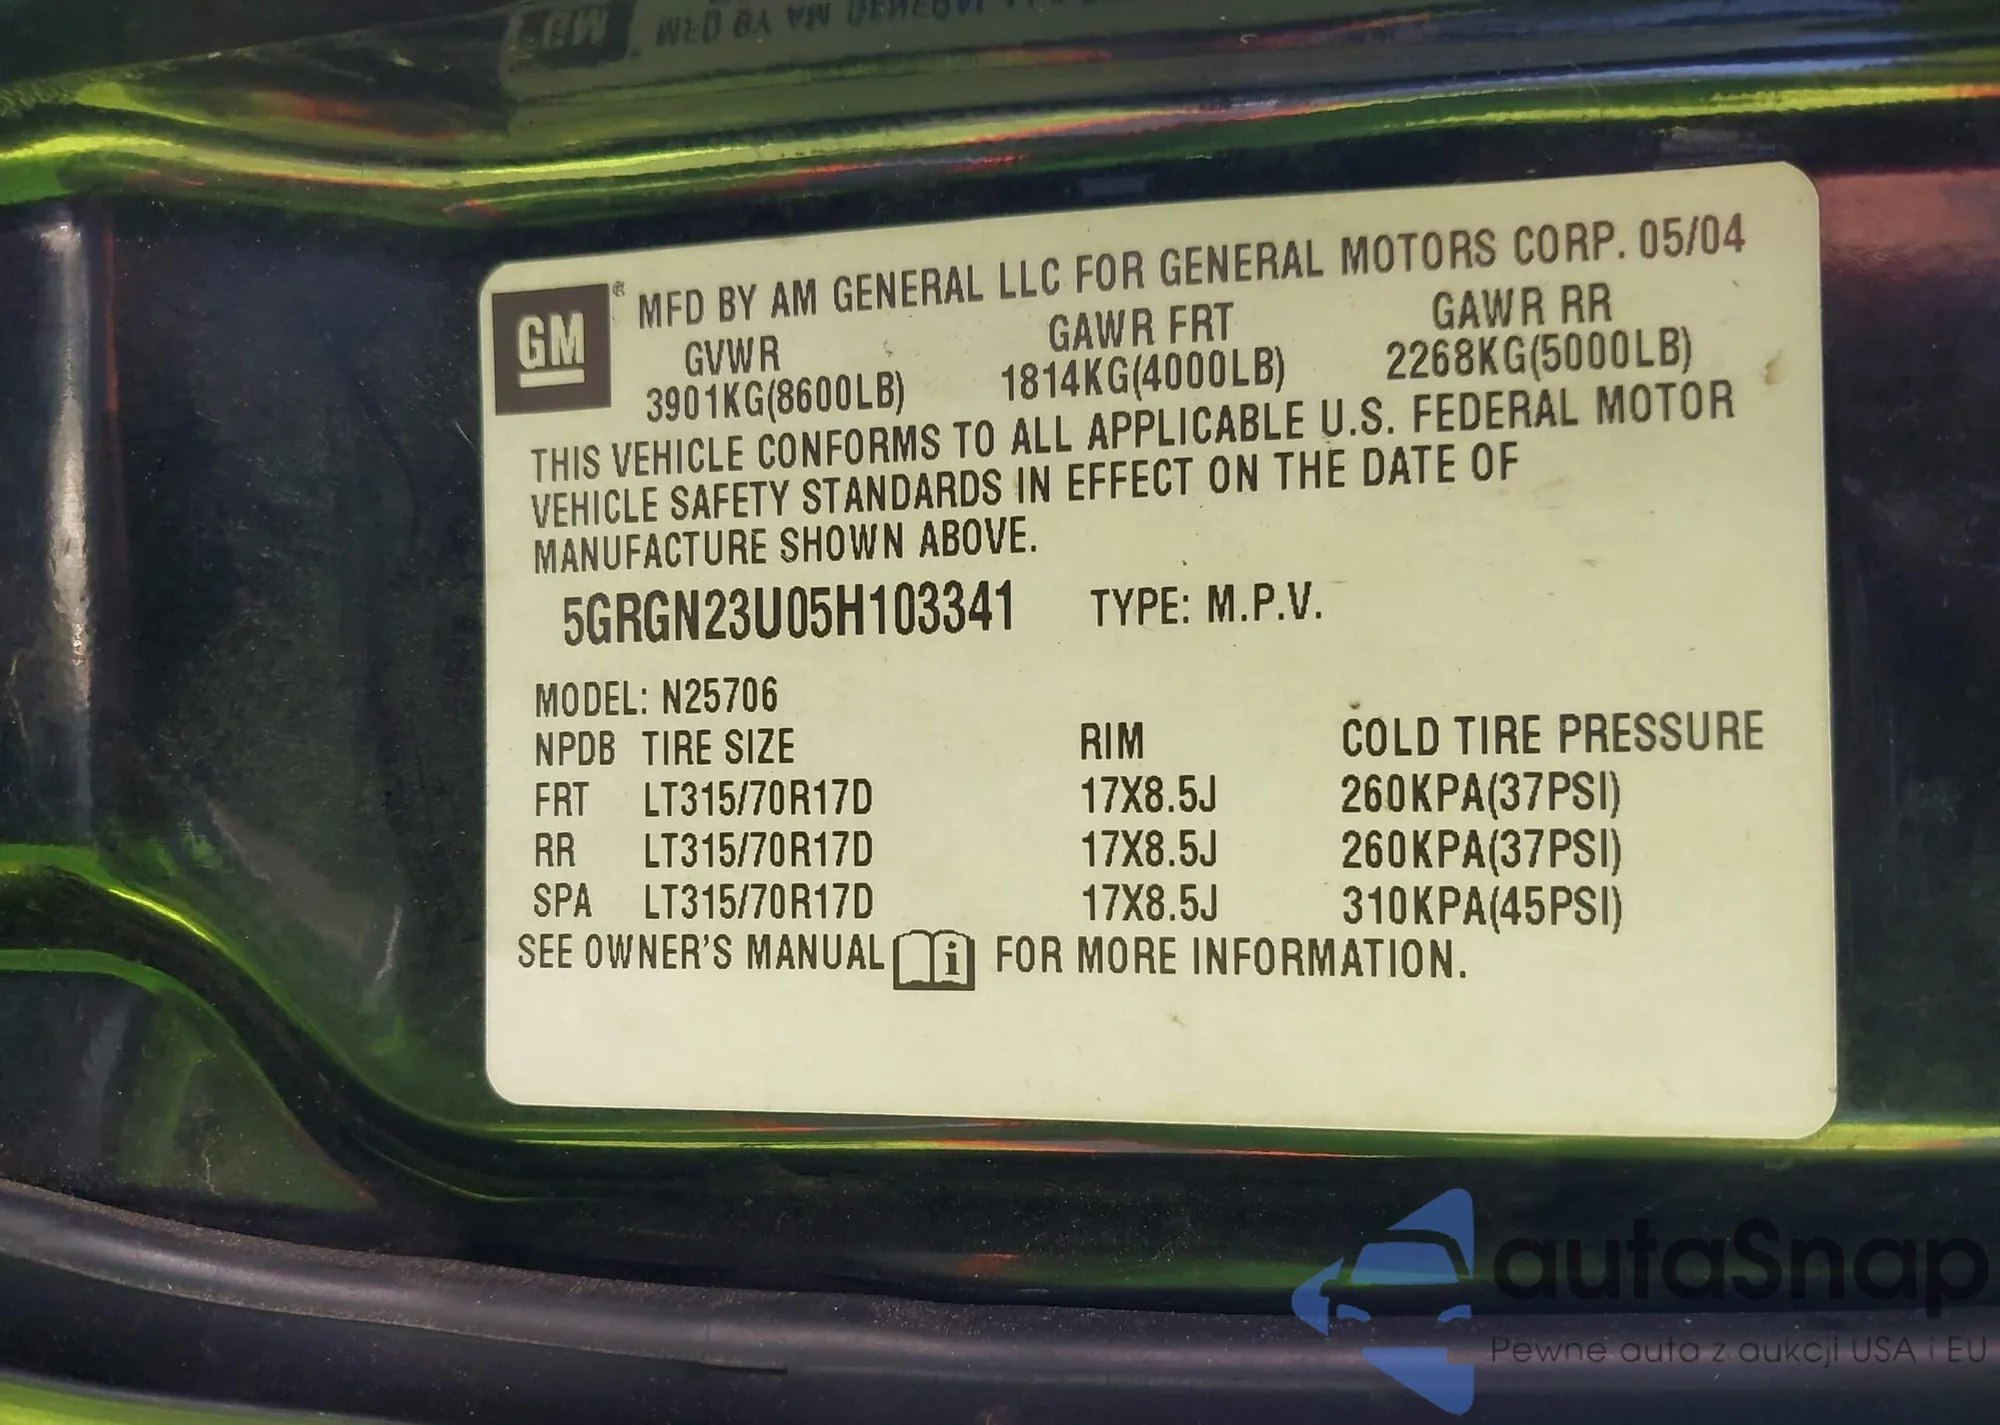 GM® MFD BY AM GENERAL LLC FOR GENERAL MOTORS CORP. 05/04
GVWR GAWR FRT GAWR RR
3901KG(8600LB) 1814KG(4000LB) 2268KG(5000LB)
THIS VEHICLE CONFORMS TO ALL APPLICABLE U.S. FEDERAL MOTOR
VEHICLE SAFETY STANDARDS IN EFFECT ON THE DATE OF
MANUFACTURE SHOWN ABOVE.
5GRGN23U05H103341 TYPE: M.P.V.
MODEL: N25706
NPDB TIRE SIZE RIM COLD TIRE PRESSURE
FRT LT315/70R17D 17X8.5J 260KPA(37PSI)
RR LT315/70R17D 17X8.5J 260KPA(37PSI)
SPA LT315/70R17D 17X8.5J 310KPA(45PSI)
SEE OWNER'S MANUAL i FOR MORE INFORMATION.
autaSnap
Pewne auta z aukcji USA i EU